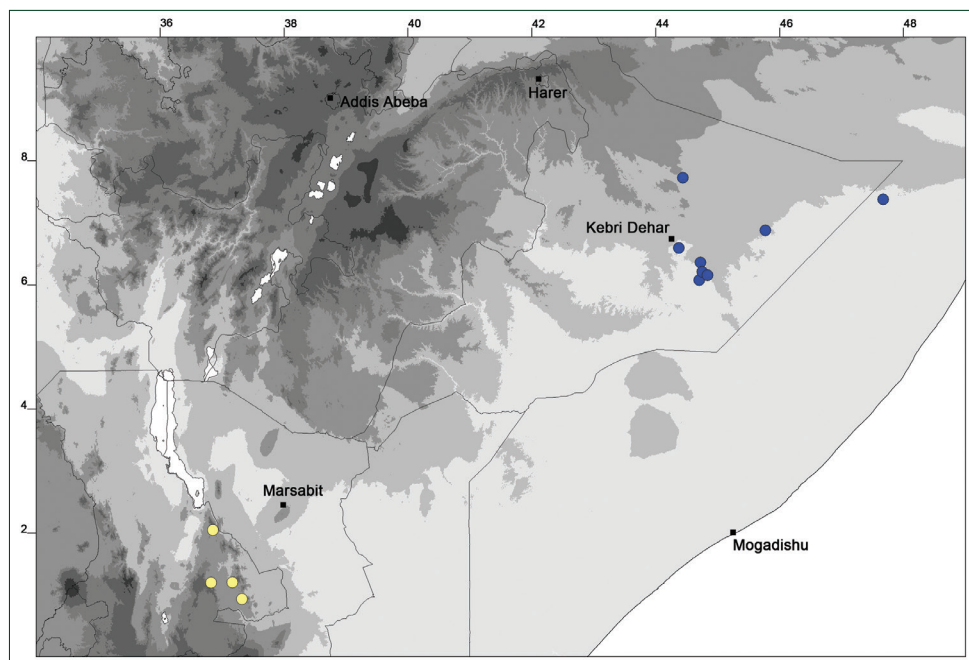 36 38 40 42 44 46 48
Addis Abeba
Harer
8
Kebri Dehar
6
4
Marsabit
2
Mogadishu